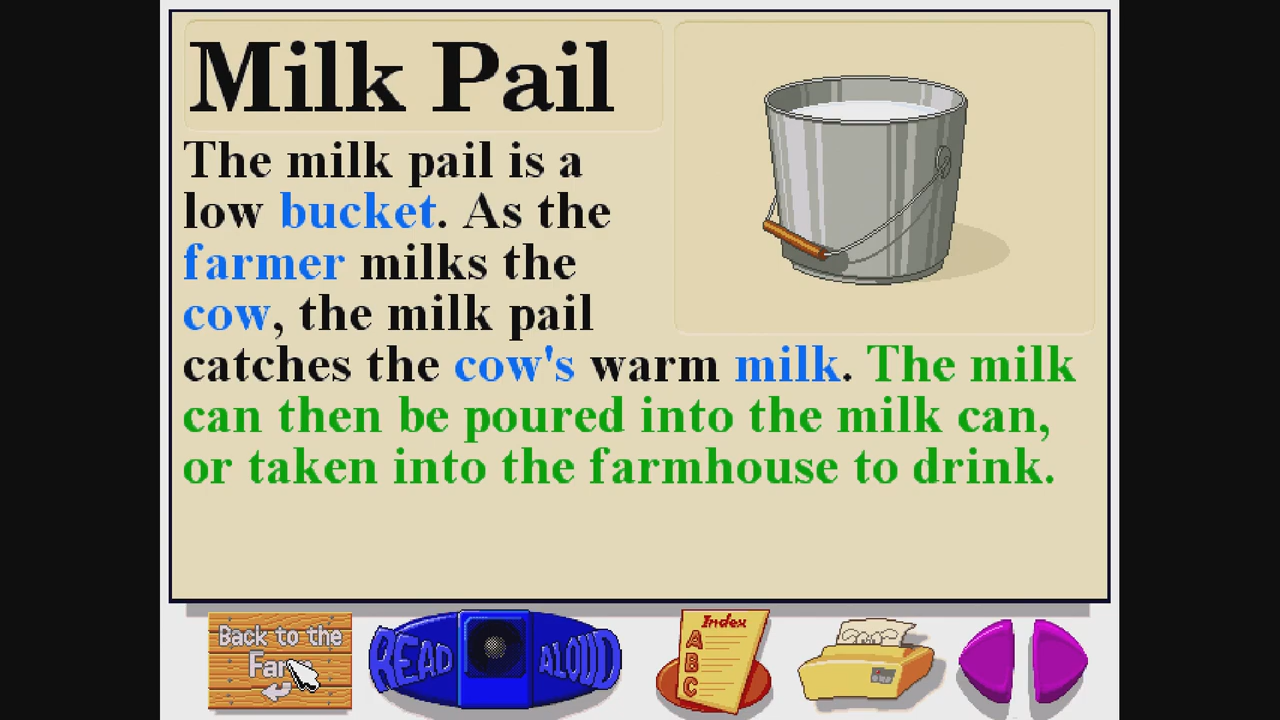 Milk Pail
The milk pail is a
low bucket. As the
farmer milks the
cow, the milk pail
catches the cow's warm milk. The milk
can then be poured into the milk can,
or taken into the farmhouse to drink.
Back to the
Far
READ ALOUD
Index
A
B
C